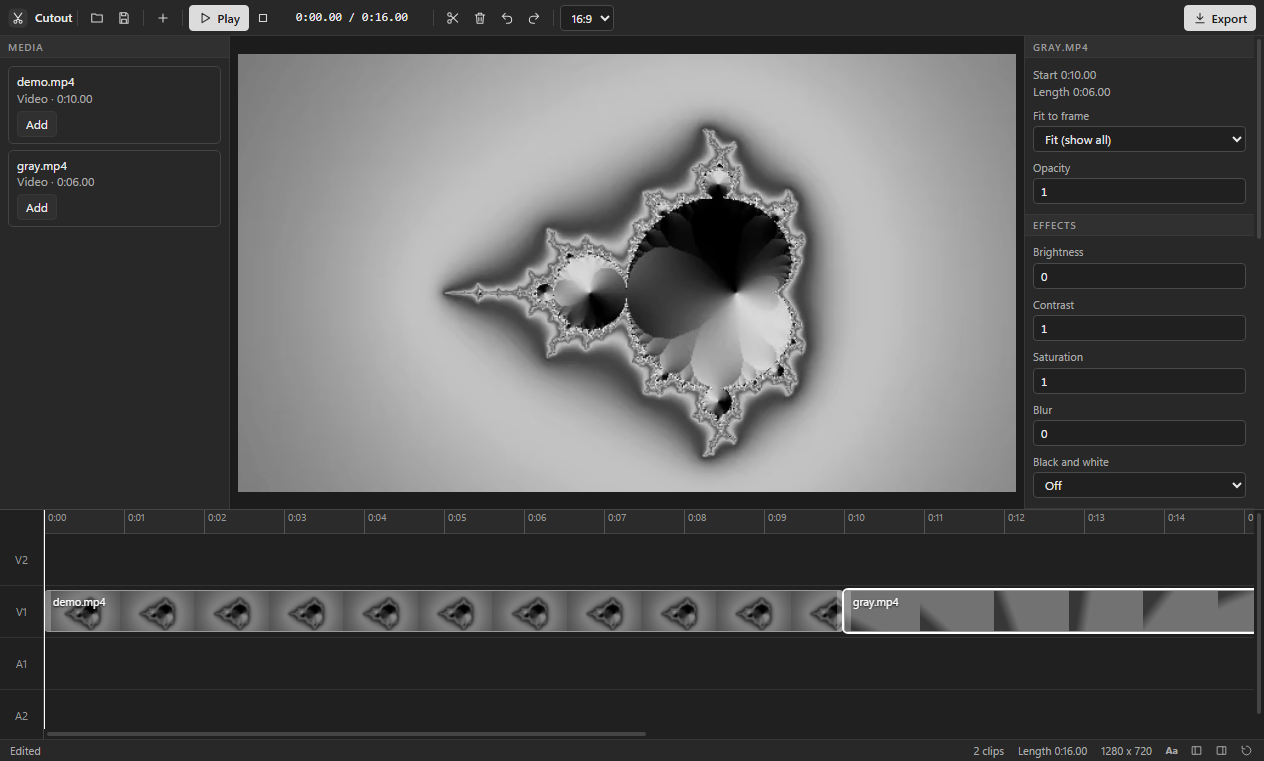 Cutout
Play
0:00.00 / 0:16.00
16:9
Export
MEDIA
demo.mp4
Video · 0:10.00
Add
gray.mp4
Video · 0:06.00
Add
GRAY.MP4
Start 0:10.00
Length 0:06.00
Fit to frame
Fit (show all)
Opacity
1
EFFECTS
Brightness
0
Contrast
1
Saturation
1
Blur
0
Black and white
Off
0:00 0:01 0:02 0:03 0:04 0:05 0:06 0:07 0:08 0:09 0:10 0:11 0:12 0:13 0:14
V2
V1 demo.mp4 gray.mp4
A1
A2
Edited 2 clips Length 0:16.00 1280 x 720 Aa